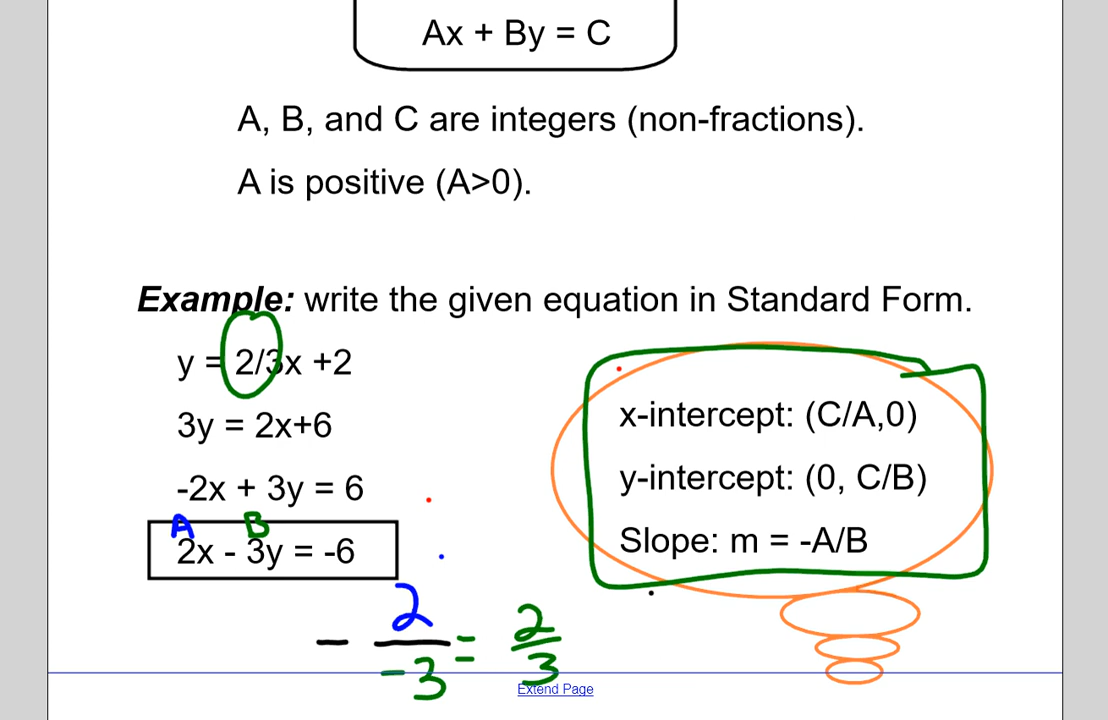 Ax + By = C
A, B, and C are integers (non-fractions).
A is positive (A>0).
Example: write the given equation in Standard Form.
y = 2/3x +2
3y = 2x+6
-2x + 3y = 6
A B
2x - 3y = -6
x-intercept: (C/A,0)
y-intercept: (0, C/B)
Slope: m = -A/B
- 2/-3 = 2/3
Extend Page